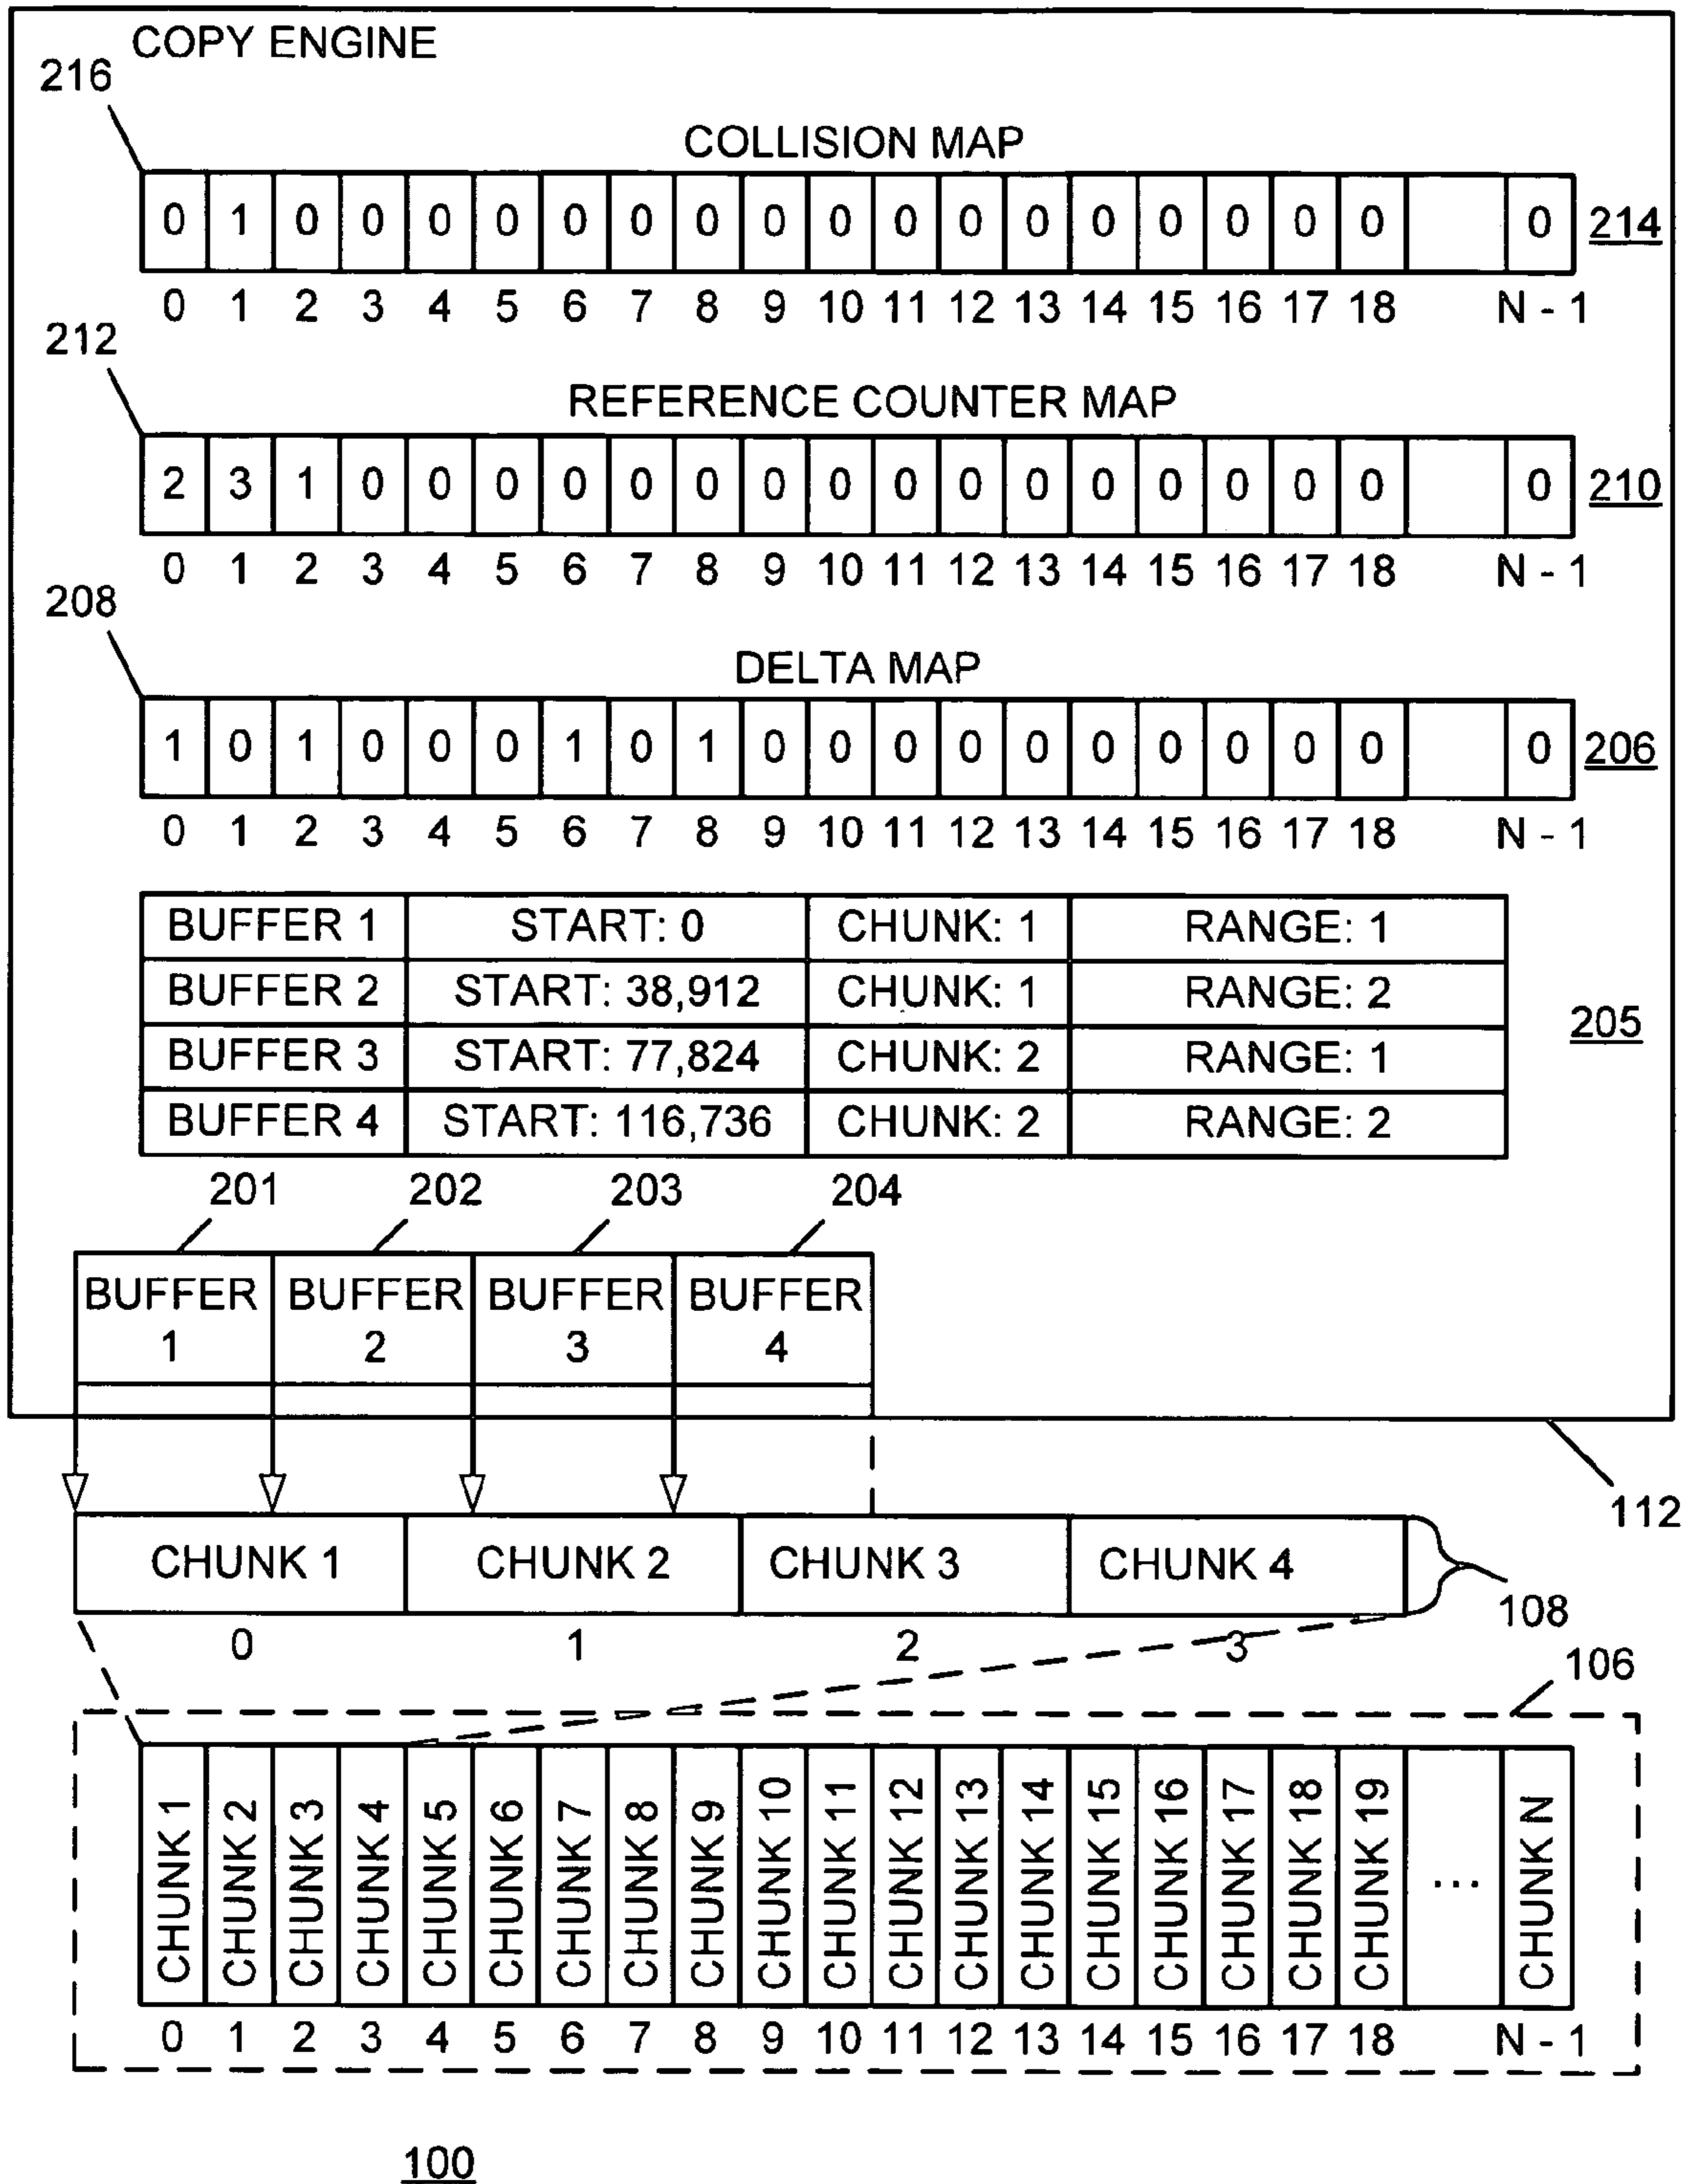 COPY ENGINE
216
COLLISION MAP
0 1 0 0 0 0 0 0 0 0 0 0 0 0 0 0 0 0 0 0 214
0 1 2 3 4 5 6 7 8 9 10 11 12 13 14 15 16 17 18 N - 1
212
REFERENCE COUNTER MAP
2 3 1 0 0 0 0 0 0 0 0 0 0 0 0 0 0 0 0 0 210
0 1 2 3 4 5 6 7 8 9 10 11 12 13 14 15 16 17 18 N - 1
208
DELTA MAP
1 0 1 0 0 0 1 0 1 0 0 0 0 0 0 0 0 0 0 0 206
0 1 2 3 4 5 6 7 8 9 10 11 12 13 14 15 16 17 18 N - 1
BUFFER 1 START: 0 CHUNK: 1 RANGE: 1
BUFFER 2 START: 38,912 CHUNK: 1 RANGE: 2
205
BUFFER 3 START: 77,824 CHUNK: 2 RANGE: 1
BUFFER 4 START: 116,736 CHUNK: 2 RANGE: 2
201 202 203 204
BUFFER 1
BUFFER 2
BUFFER 3
BUFFER 4
112
CHUNK 1 CHUNK 2 CHUNK 3 CHUNK 4
108
0 1 2 3
106
CHUNK 1
CHUNK 2
CHUNK 3
CHUNK 4
CHUNK 5
CHUNK 6
CHUNK 7
CHUNK 8
CHUNK 9
CHUNK 10
CHUNK 11
CHUNK 12
CHUNK 13
CHUNK 14
CHUNK 15
CHUNK 16
CHUNK 17
CHUNK 18
CHUNK 19
...
CHUNK N
0 1 2 3 4 5 6 7 8 9 10 11 12 13 14 15 16 17 18 N - 1
100